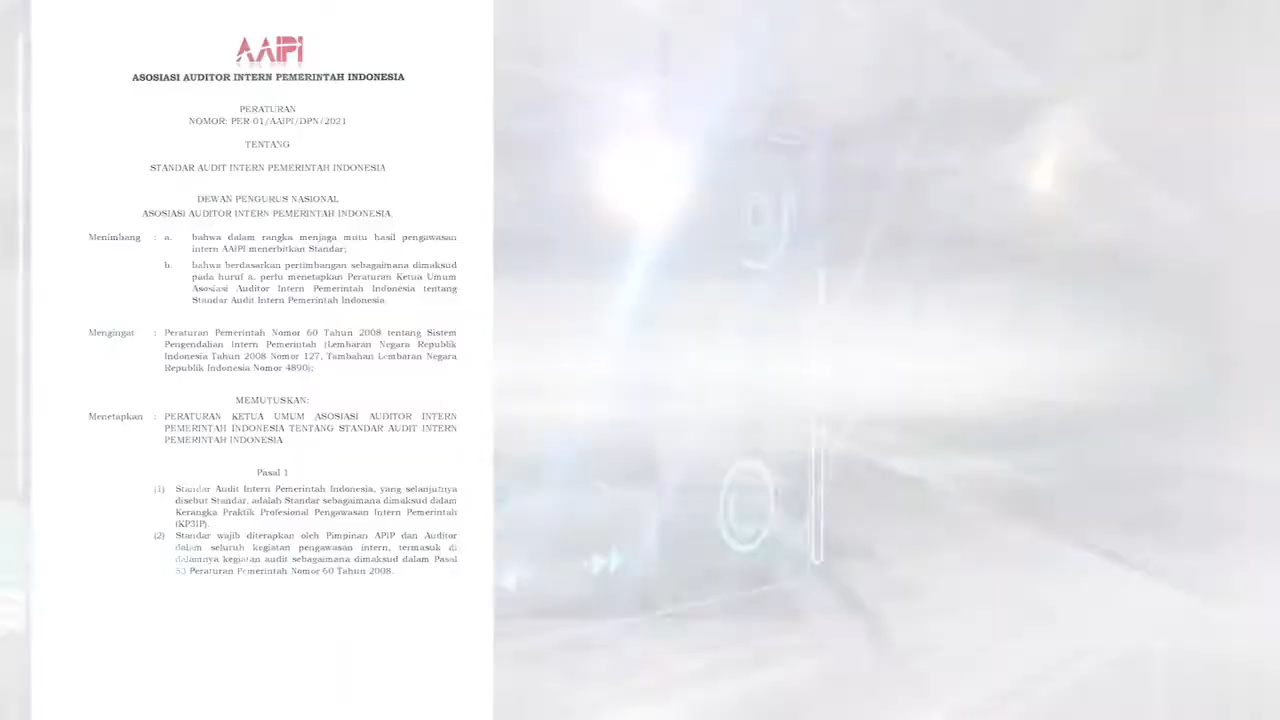 AAIPI
ASOSIASI AUDITOR INTERN PEMERINTAH INDONESIA
PERATURAN
NOMOR: PER-01/AAIPI/DPN/2021
TENTANG
STANDAR AUDIT INTERN PEMERINTAH INDONESIA
DEWAN PENGURUS NASIONAL
ASOSIASI AUDITOR INTERN PEMERINTAH INDONESIA,
Menimbang : a. bahwa dalam rangka menjaga mutu hasil pengawasan
intern AAIPI menerbitkan Standar;
b. bahwa berdasarkan pertimbangan sebagaimana dimaksud
pada huruf a, perlu menetapkan Peraturan Ketua Umum
Asosiasi Auditor Intern Pemerintah Indonesia tentang
Standar Audit Intern Pemerintah Indonesia.
Mengingat : Peraturan Pemerintah Nomor 60 Tahun 2008 tentang Sistem
Pengendalian Intern Pemerintah (Lembaran Negara Republik
Indonesia Tahun 2008 Nomor 127, Tambahan Lembaran Negara
Republik Indonesia Nomor 4890);
MEMUTUSKAN:
Menetapkan : PERATURAN KETUA UMUM ASOSIASI AUDITOR INTERN
PEMERINTAH INDONESIA TENTANG STANDAR AUDIT INTERN
PEMERINTAH INDONESIA
Pasal 1
(1) Standar Audit Intern Pemerintah Indonesia, yang selanjutnya
disebut Standar, adalah Standar sebagaimana dimaksud dalam
Kerangka Praktik Profesional Pengawasan Intern Pemerintah
(KP3IP).
(2) Standar wajib diterapkan oleh Pimpinan APIP dan Auditor
dalam seluruh kegiatan pengawasan intern, termasuk di
dalamnya kegiatan audit sebagaimana dimaksud dalam Pasal
53 Peraturan Pemerintah Nomor 60 Tahun 2008.